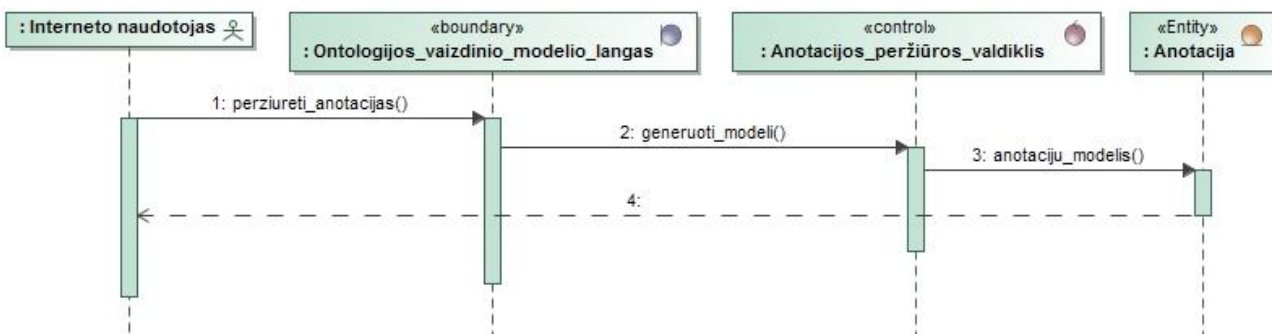 : Interneto naudotojas
«boundary»
: Ontologijos_vaizdinio_modelio_langas
«control»
: Anotacijos_peržiūros_valdiklis
«Entity»
: Anotacija
1: perziureti_anotacijas()
2: generuoti_modeli()
3: anotaciju_modelis()
4: